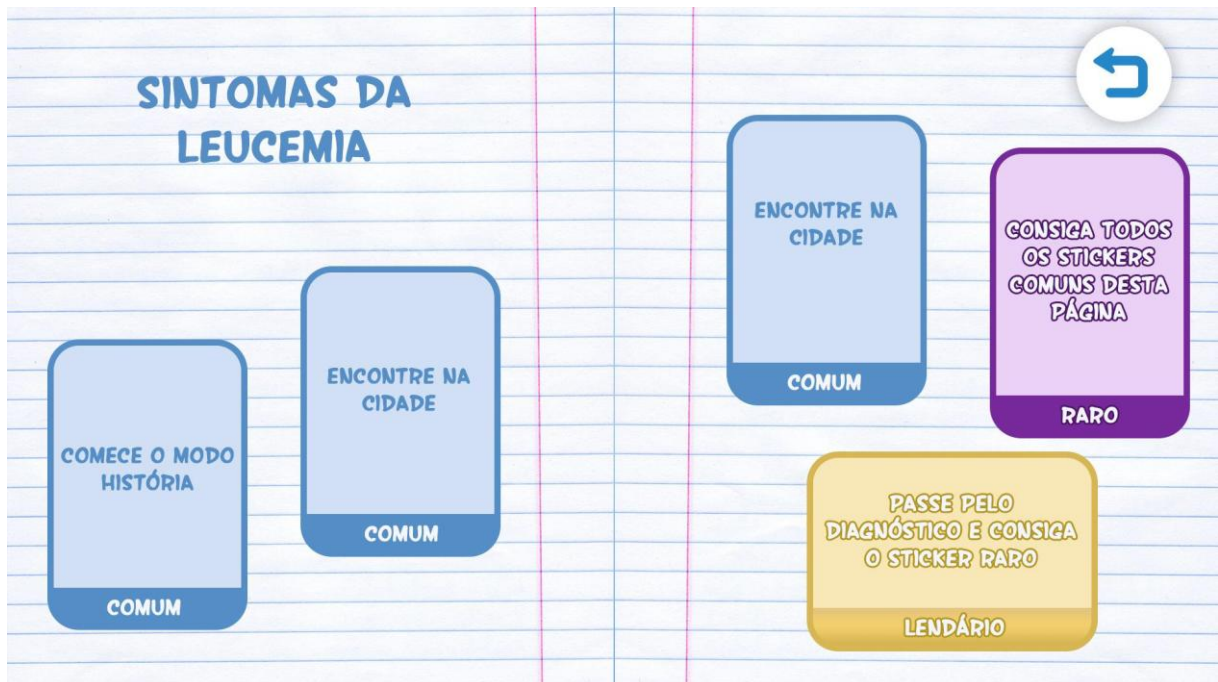 SINTOMAS DA
LEUCEMIA
COMECE O MODO
HISTÓRIA
COMUM
ENCONTRE NA
CIDADE
COMUM
ENCONTRE NA
CIDADE
COMUM
CONSIGA TODOS
OS STICKERS
COMUNS DESTA
PÁGINA
RARO
PASSE PELO
DIAGNÓSTICO E CONSIGA
O STICKER RARO
LENDÁRIO